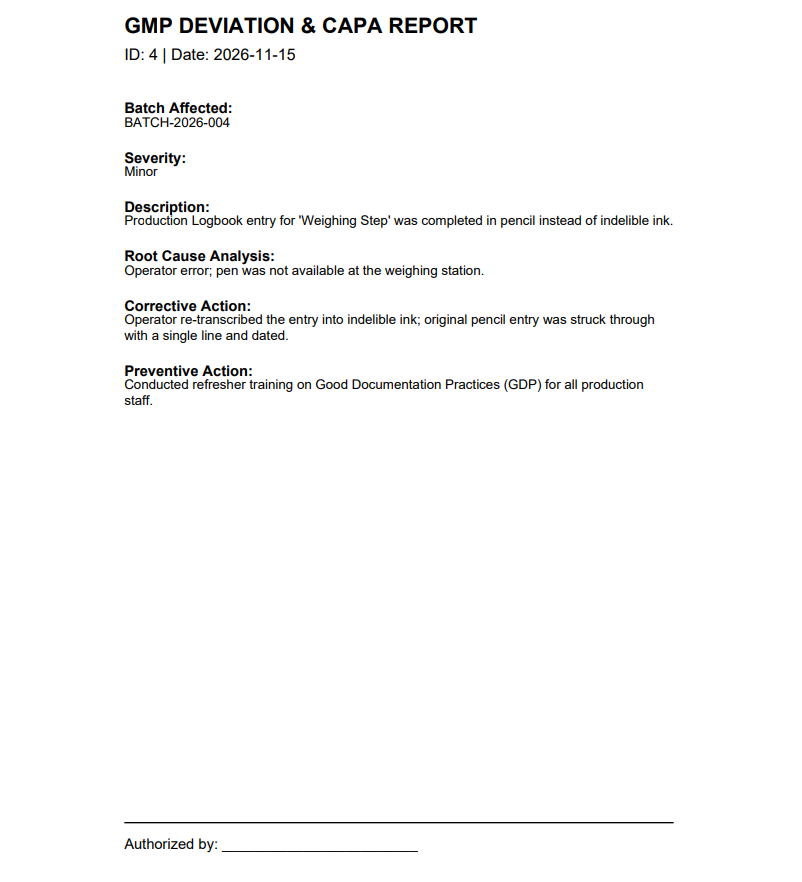 GMP DEVIATION & CAPA REPORT
ID: 4 | Date: 2026-11-15
Batch Affected:
BATCH-2026-004
Severity:
Minor
Description:
Production Logbook entry for 'Weighing Step' was completed in pencil instead of indelible ink.
Root Cause Analysis:
Operator error; pen was not available at the weighing station.
Corrective Action:
Operator re-transcribed the entry into indelible ink; original pencil entry was struck through
with a single line and dated.
Preventive Action:
Conducted refresher training on Good Documentation Practices (GDP) for all production
staff.
Authorized by: ________________________